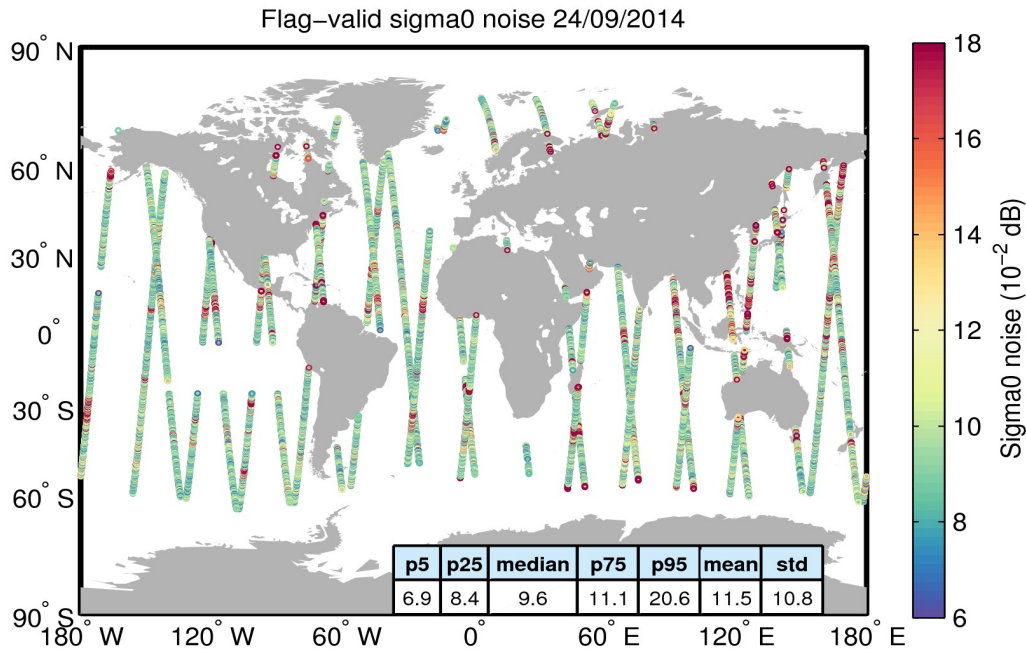 Flag−valid sigma0 noise 24/09/2014
90° N
60° N
30° N
0°
30° S
60° S
90° S
180° W 120° W 60° W 0° 60° E 120° E 180° E
p5 p25 median p75 p95 mean std
6.9 8.4 9.6 11.1 20.6 11.5 10.8
18
16
14
12
10
8
6
Sigma0 noise (10⁻² dB)